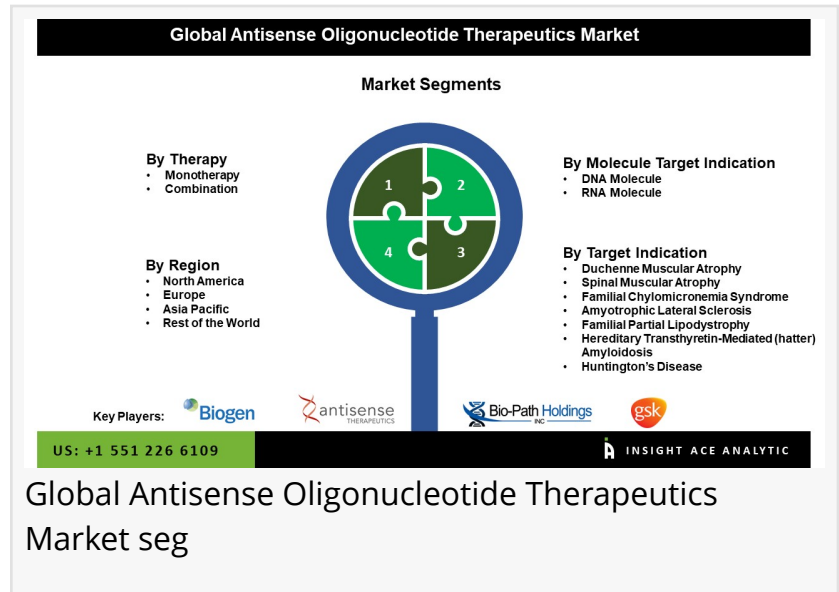 Global Antisense Oligonucleotide Therapeutics Market
Market Segments
By Therapy
• Monotherapy
• Combination
By Region
• North America
• Europe
• Asia Pacific
• Rest of the World
1
2
4
3
By Molecule Target Indication
• DNA Molecule
• RNA Molecule
By Target Indication
• Duchenne Muscular Atrophy
• Spinal Muscular Atrophy
• Familial Chylomicronemia Syndrome
• Amyotrophic Lateral Sclerosis
• Familial Partial Lipodystrophy
• Hereditary Transthyretin-Mediated (hatter)
Amyloidosis
• Huntington's Disease
Key Players:
Biogen
antisense
THERAPEUTICS
Bio-Path Holdings
INC
gsk
US: +1 551 226 6109
INSIGHT ACE ANALYTIC
Global Antisense Oligonucleotide Therapeutics
Market seg